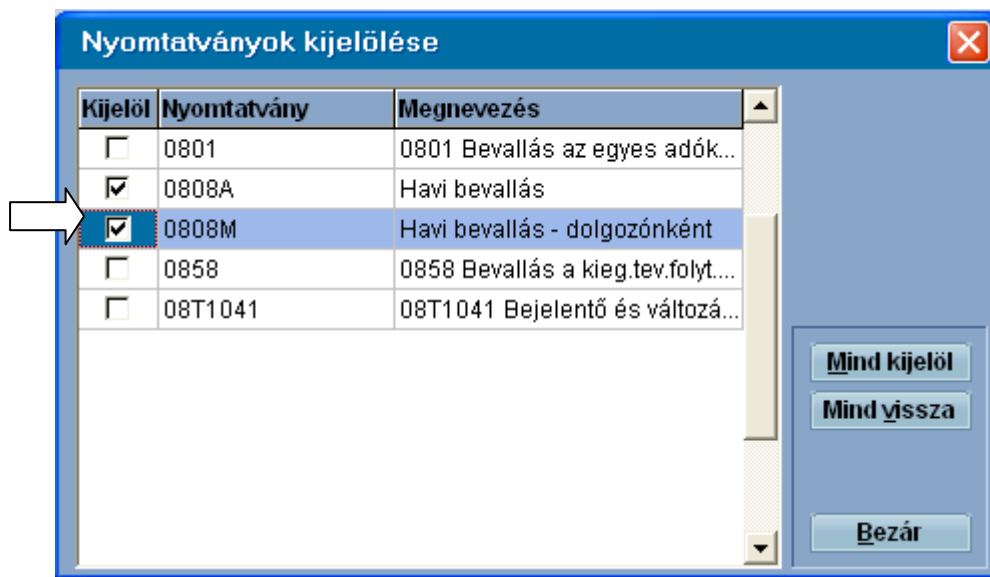 Nyomtatványok kijelölése
Kijelöl Nyomtatvány Megnevezés
0801 0801 Bevallás az egyes adók...
0808A Havi bevallás
0808M Havi bevallás - dolgozónként
0858 0858 Bevallás a kieg.tev.folyt....
08T1041 08T1041 Bejelentő és változá...
Mind kijelöl
Mind vissza
Bezár